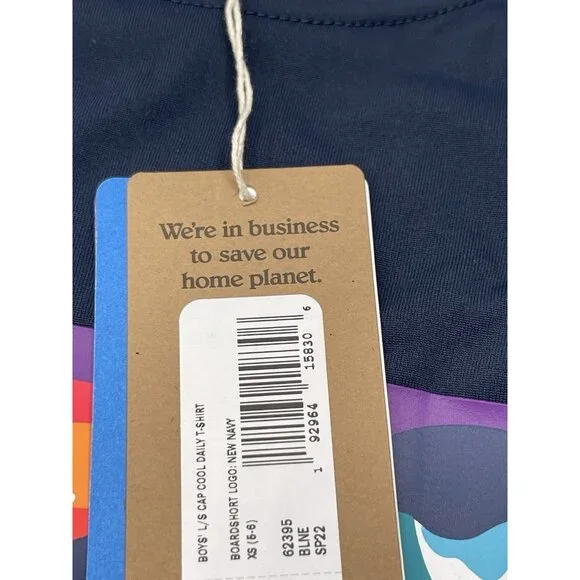 We're in business
to save our
home planet.
BOYS' L/S CAP COOL DAILY T-SHIRT
BOARDSHORT LOGO: NEW NAVY
XS (5-6)
62395
BLNE
SP22
1 92964 15830 6